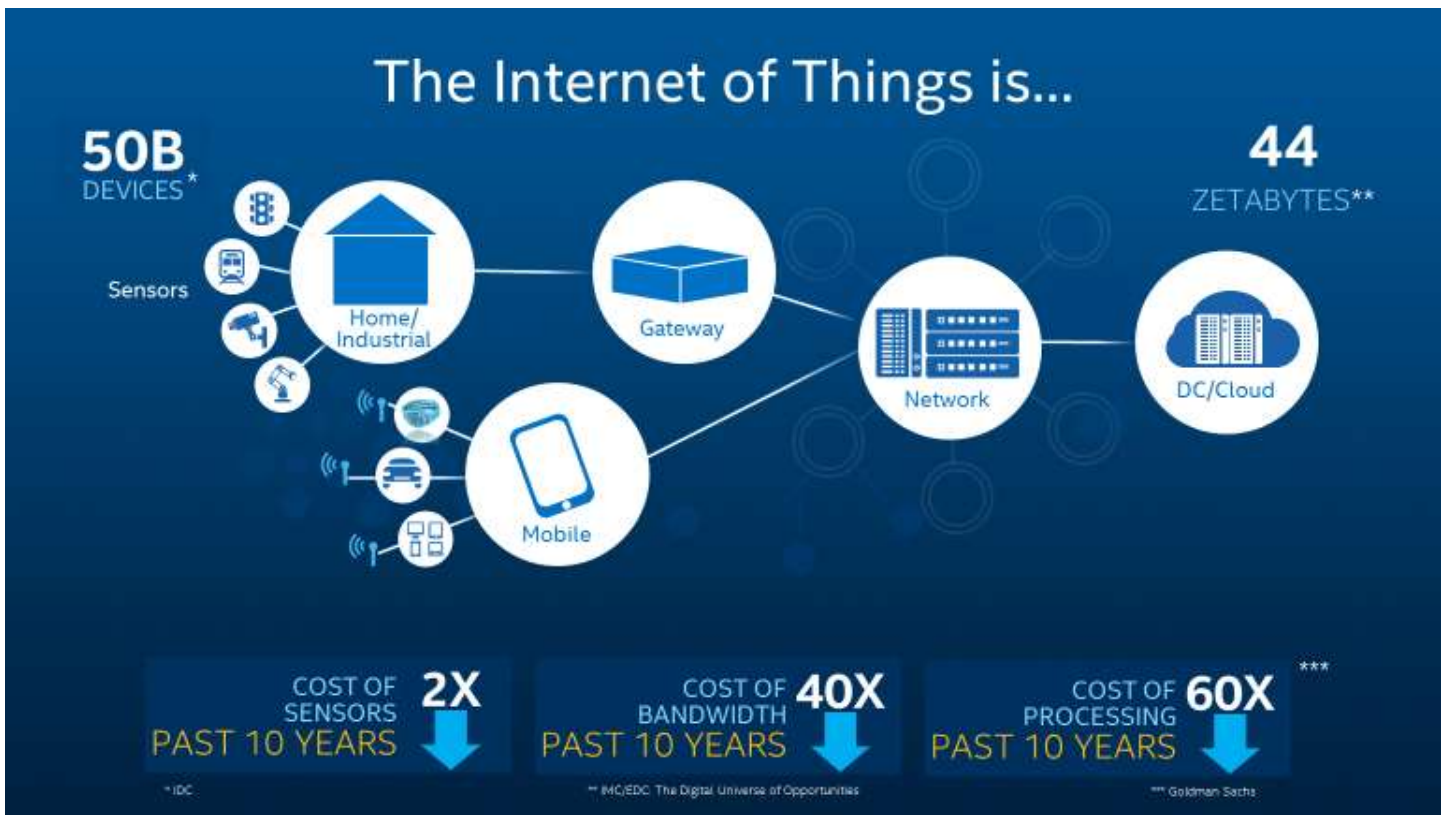 The Internet of Things is...
50B
DEVICES*
44
ZETABYTES**
Sensors
Home/
Industrial
Gateway
Network
DC/Cloud
Mobile
COST OF
SENSORS
PAST 10 YEARS
2X
COST OF
BANDWIDTH
PAST 10 YEARS
40X
COST OF
PROCESSING
PAST 10 YEARS
60X
***
* IDC
** IMC/EDC: The Digital Universe of Opportunities
*** Goldman Sachs